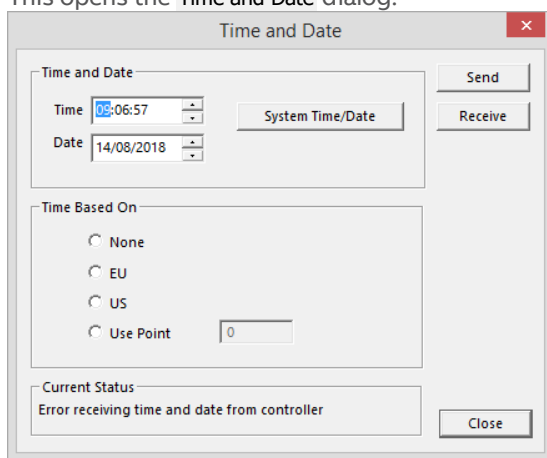 This opens the Time and Date dialog.
Time and Date
Time and Date
Send
Time 09:06:57
System Time/Date
Receive
Date 14/08/2018
Time Based On
None
EU
US
Use Point 0
Current Status
Error receiving time and date from controller
Close